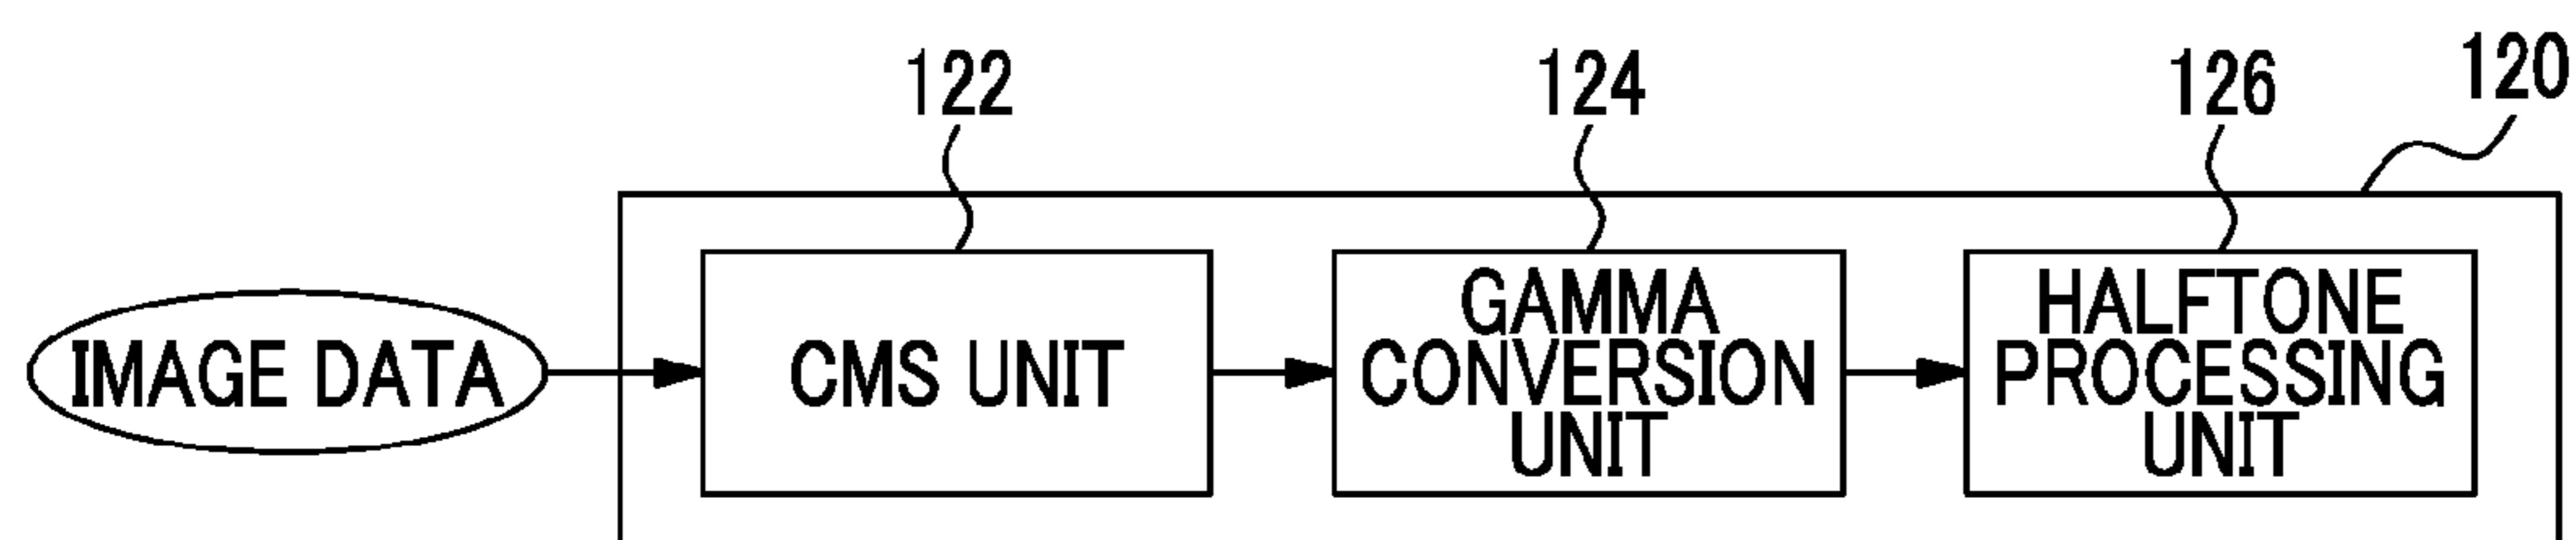 122
124
126
120
IMAGE DATA
CMS UNIT
GAMMA
CONVERSION
UNIT
HALFTONE
PROCESSING
UNIT